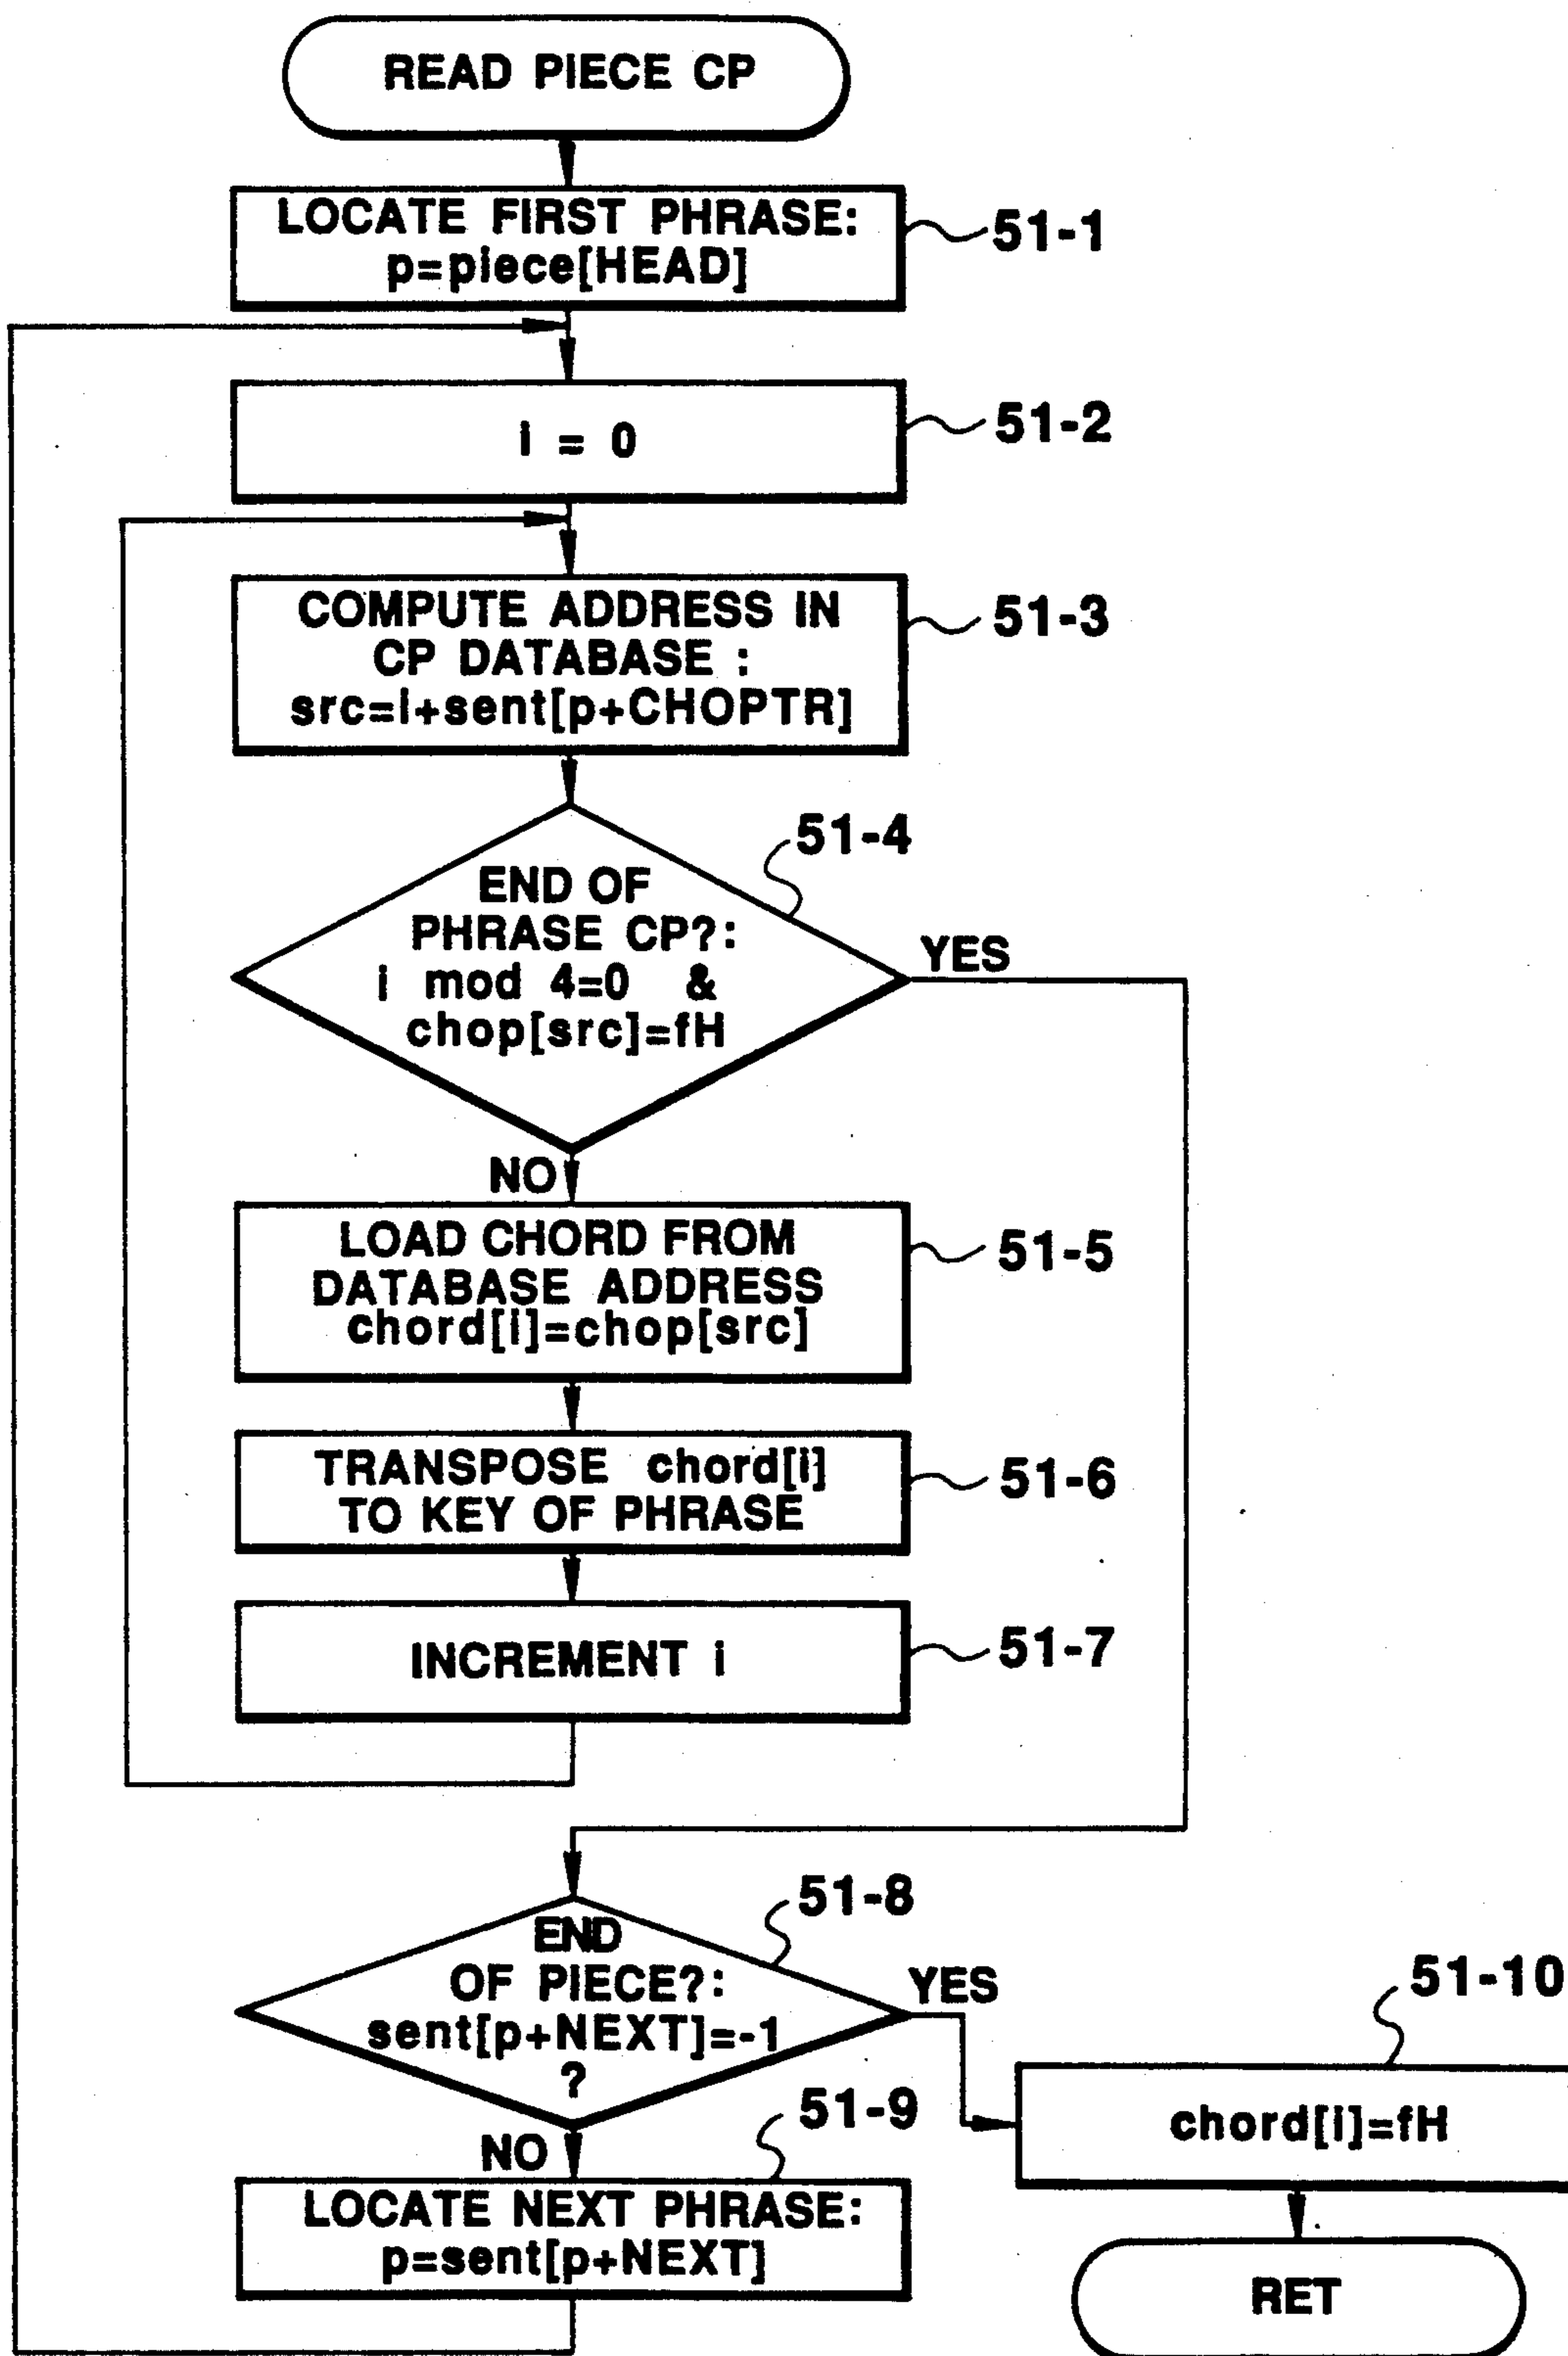 READ PIECE CP
LOCATE FIRST PHRASE:
p=piece[HEAD]
51-1
i = 0
51-2
COMPUTE ADDRESS IN
CP DATABASE :
src=i+sent[p+CHOPTR]
51-3
51-4
END OF
PHRASE CP?:
i mod 4=0 &
chop[src]=fH
YES
NO
LOAD CHORD FROM
DATABASE ADDRESS
chord[i]=chop[src]
51-5
TRANSPOSE chord[i]
TO KEY OF PHRASE
51-6
INCREMENT i
51-7
51-8
END
OF PIECE?:
sent[p+NEXT]=-1
?
YES
51-10
chord[i]=fH
NO
51-9
LOCATE NEXT PHRASE:
p=sent[p+NEXT]
RET